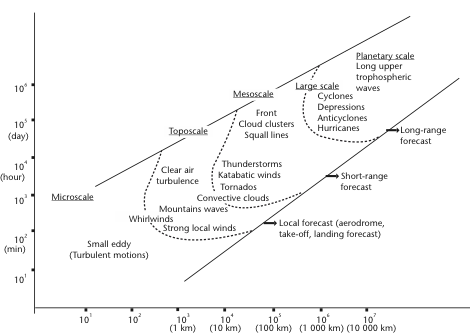 Planetary scale
Long upper
trophospheric
waves
Large scale
Cyclones
Depressions
Anticyclones
Hurricanes
Mesoscale
Front
Cloud clusters
Squall lines
Thunderstorms
Katabatic winds
Tornados
Convective clouds
Toposcale
Clear air
turbulence
Mountains waves
Whirlwinds
Strong local winds
Microscale
Small eddy
(Turbulent motions)
Long-range
forecast
Short-range
forecast
Local forecast (aerodrome,
take-off, landing forecast)
10⁶
10⁵
(day)
10⁴
(hour)
10³
10²
(min)
10¹
10¹ 10² 10³ 10⁴ 10⁵ 10⁶ 10⁷
(1 km) (10 km) (100 km) (1 000 km) (10 000 km)